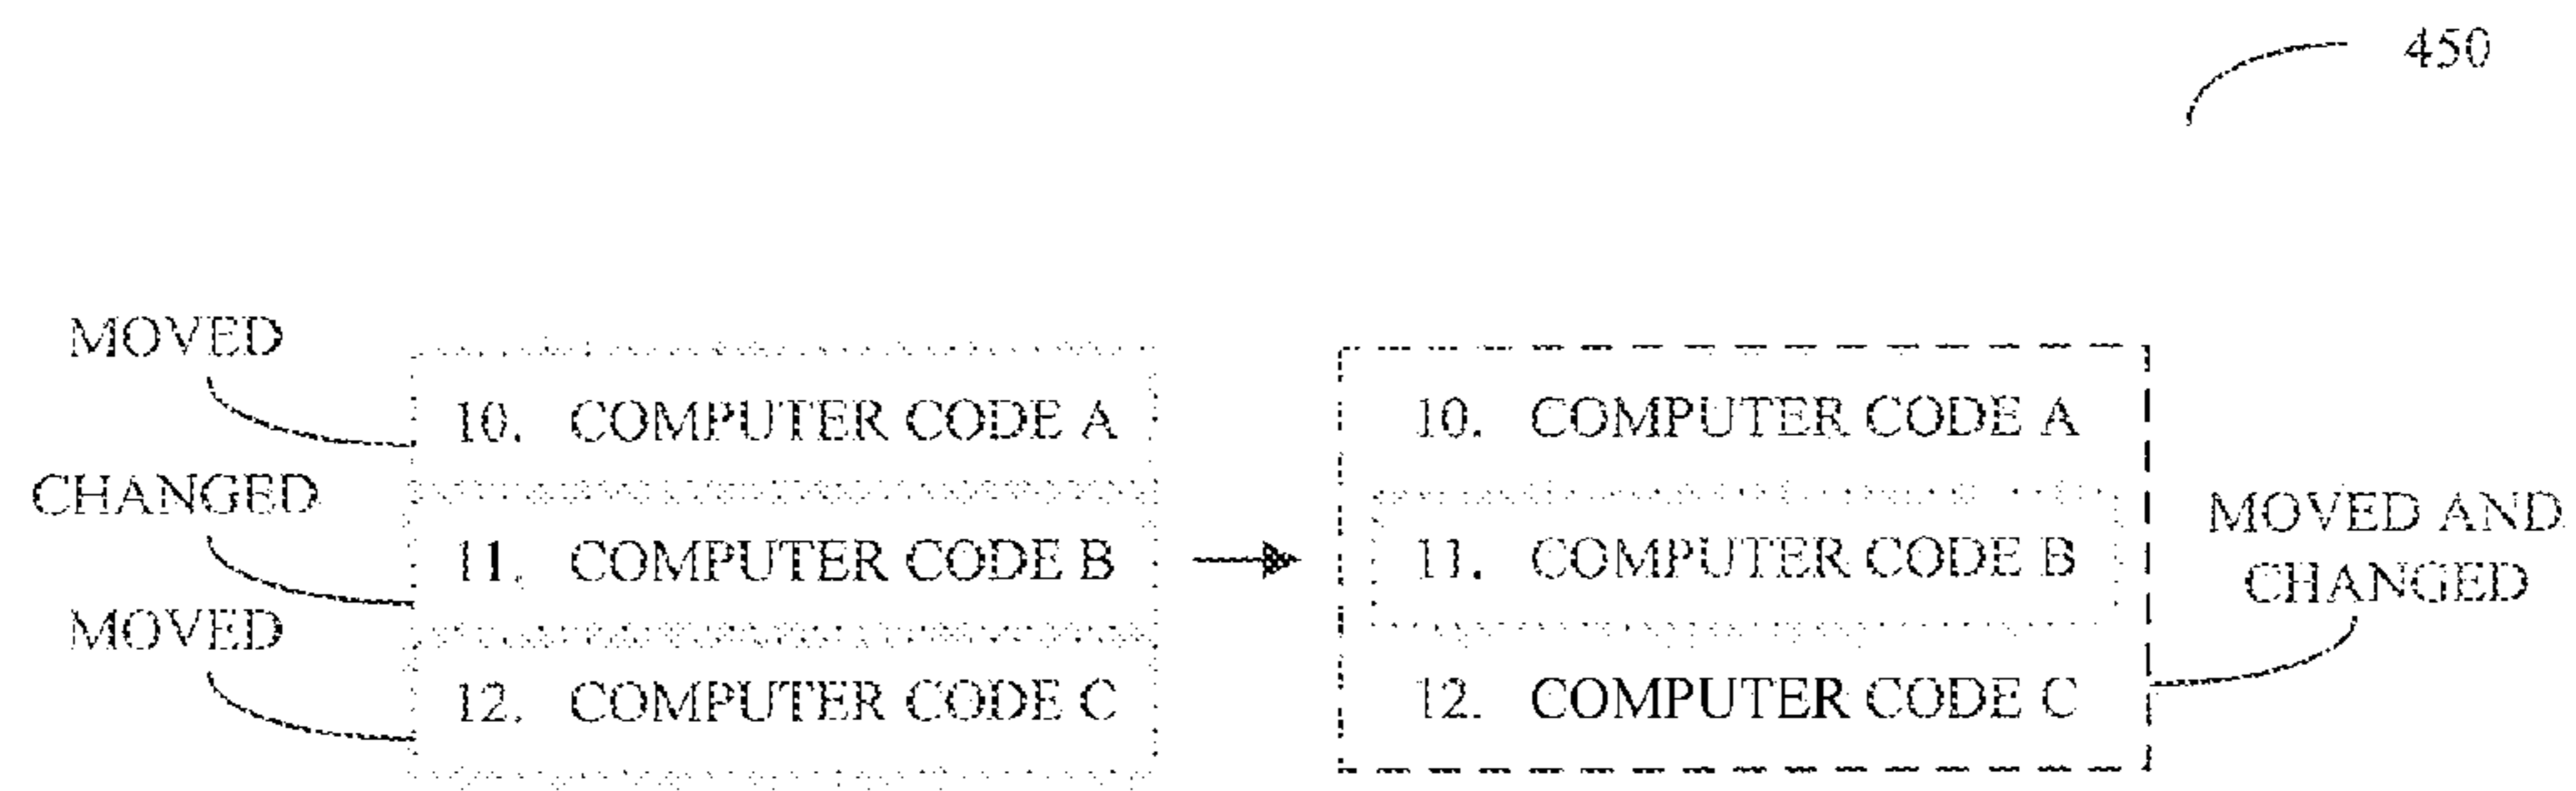 450
MOVED
CHANGED
MOVED
10. COMPUTER CODE A
11. COMPUTER CODE B
12. COMPUTER CODE C
10. COMPUTER CODE A
11. COMPUTER CODE B
12. COMPUTER CODE C
MOVED AND
CHANGED